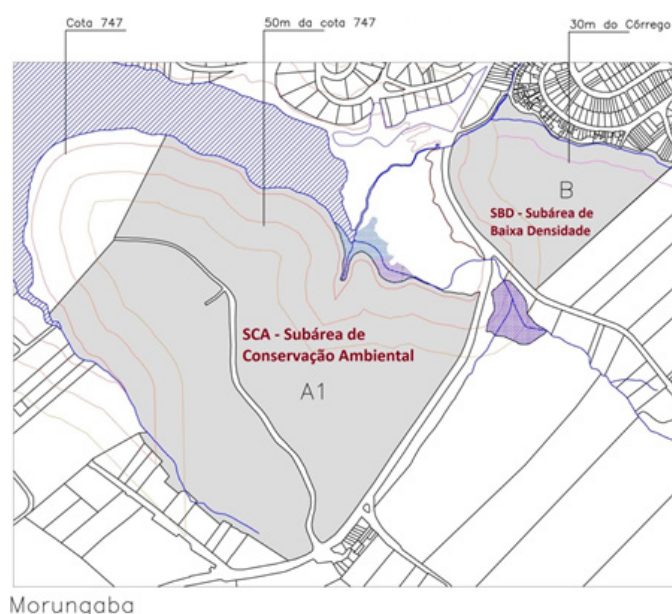 Cota 747
50m da cota 747
30m do Córrego
B
SBD - Subárea de
Baixa Densidade
SCA - Subárea de
Conservação Ambiental
A1
Morungaba